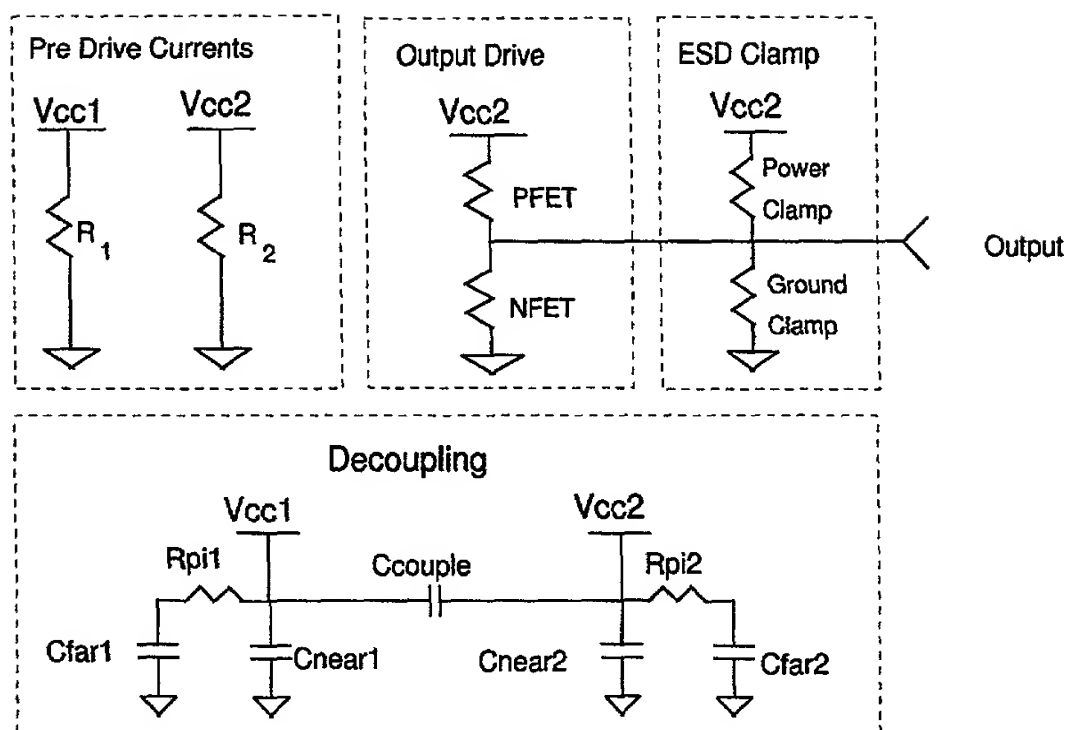 Pre Drive Currents
Vcc1
Vcc2
R1
R2
Output Drive
Vcc2
PFET
NFET
ESD Clamp
Vcc2
Power
Clamp
Ground
Clamp
Output
Decoupling
Vcc1
Vcc2
Rpi1
Ccouple
Rpi2
Cfar1
Cnear1
Cnear2
Cfar2